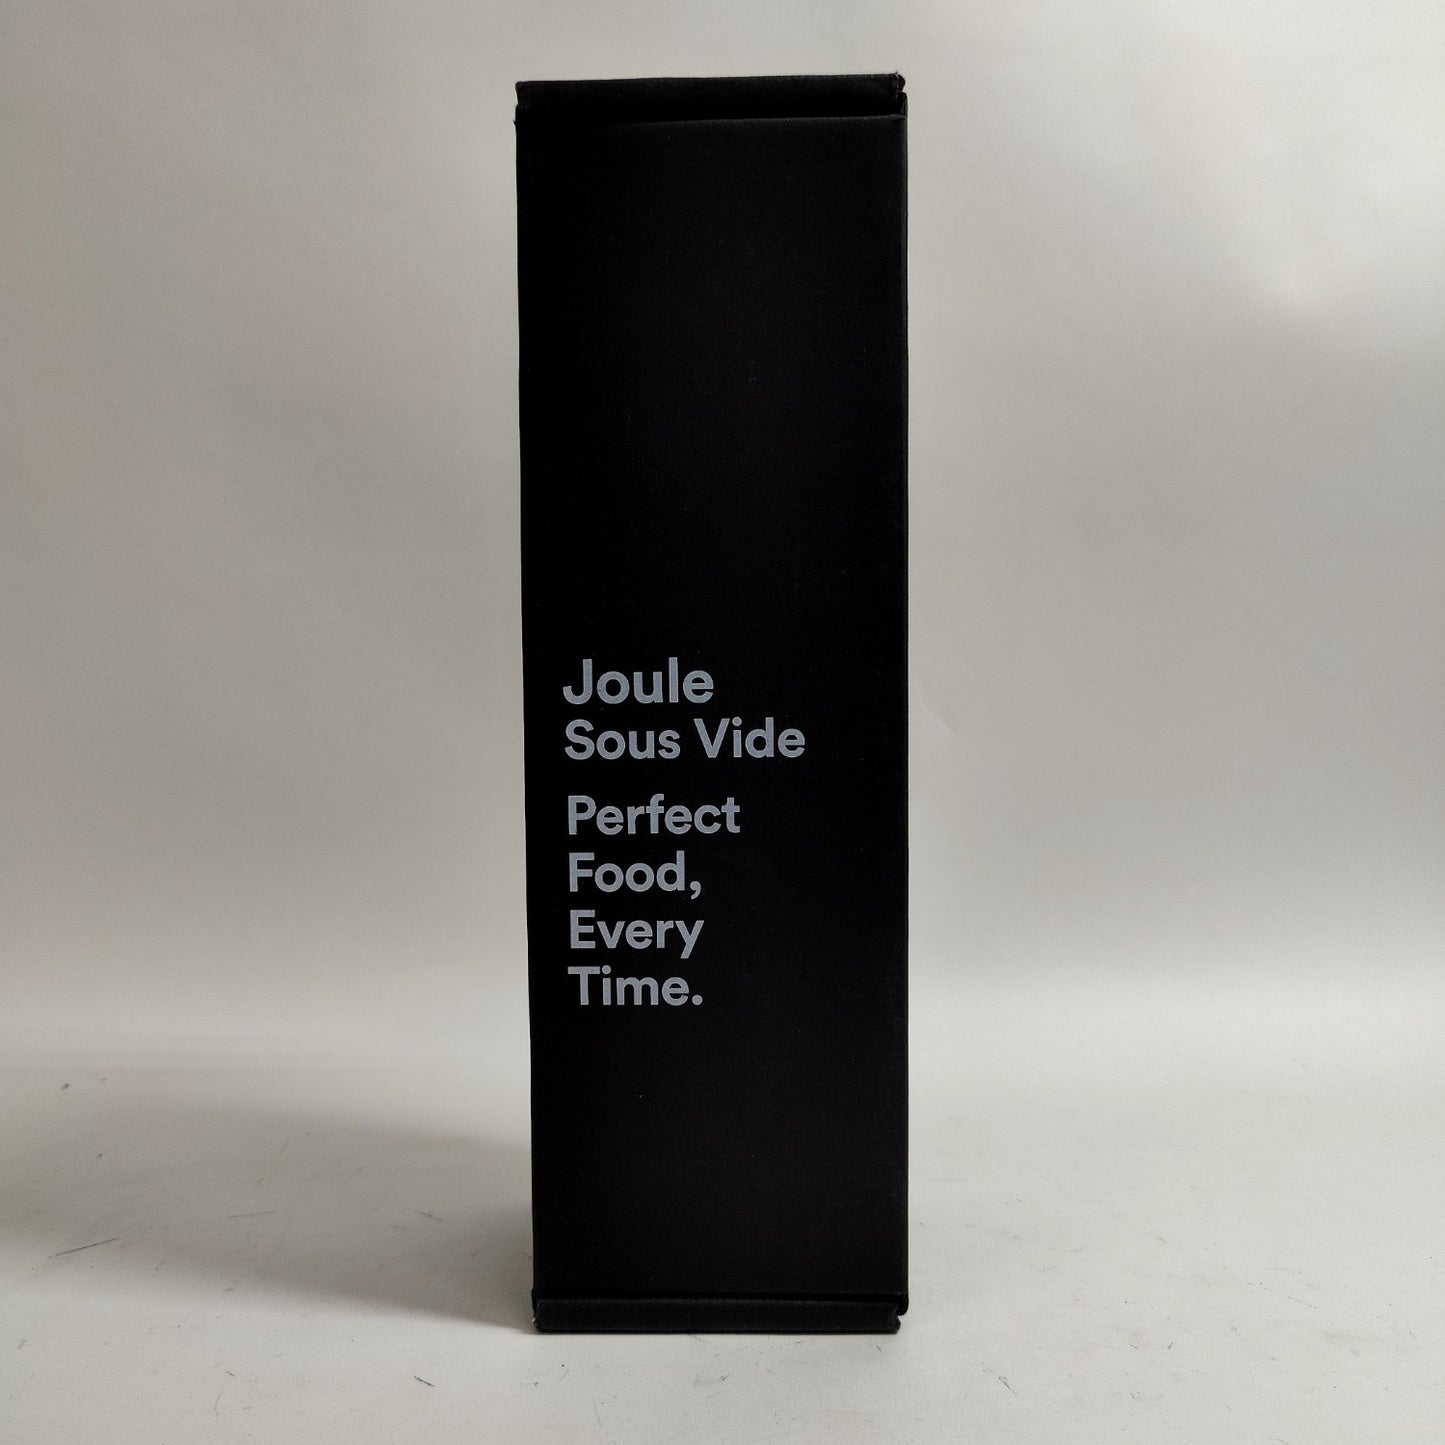 Joule
Sous Vide
Perfect
Food,
Every
Time.